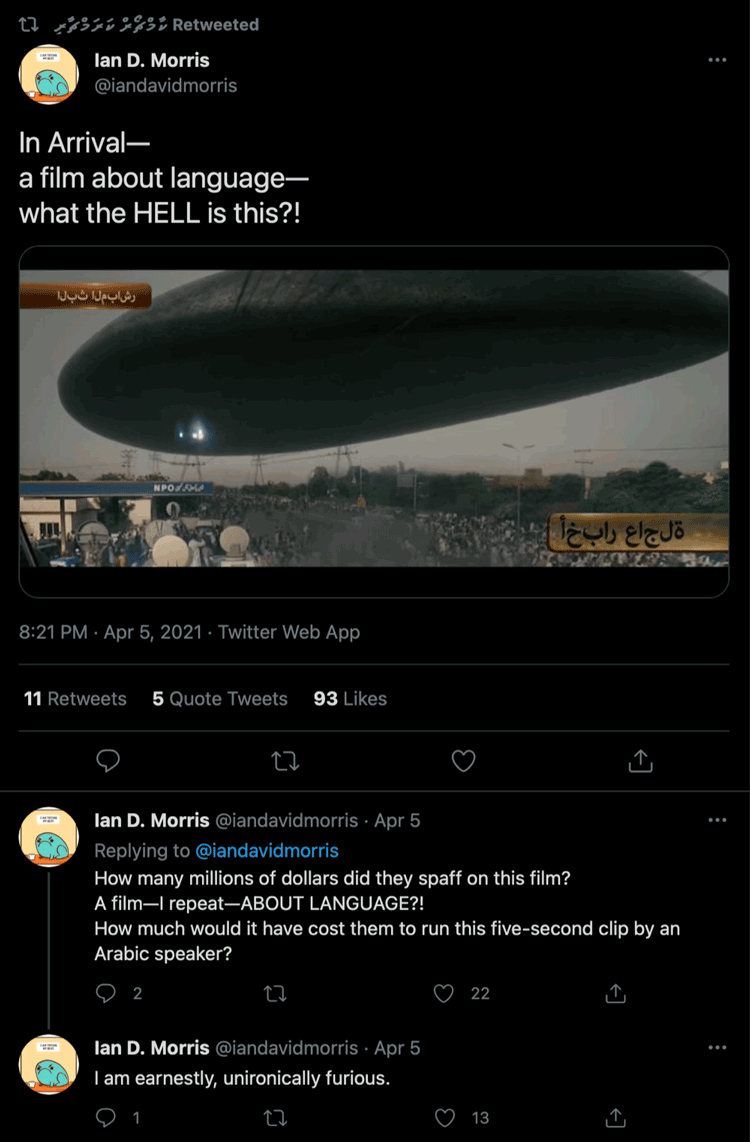 Retweeted
Ian D. Morris
@iandavidmorris
In Arrival—
a film about language—
what the HELL is this?!
رشابملا ثبلا
NPO
ةلجاع رابخأ
8:21 PM · Apr 5, 2021 · Twitter Web App
11 Retweets 5 Quote Tweets 93 Likes
Ian D. Morris @iandavidmorris · Apr 5
Replying to @iandavidmorris
How many millions of dollars did they spaff on this film?
A film—I repeat—ABOUT LANGUAGE?!
How much would it have cost them to run this five-second clip by an
Arabic speaker?
2 22
Ian D. Morris @iandavidmorris · Apr 5
I am earnestly, unironically furious.
1 13